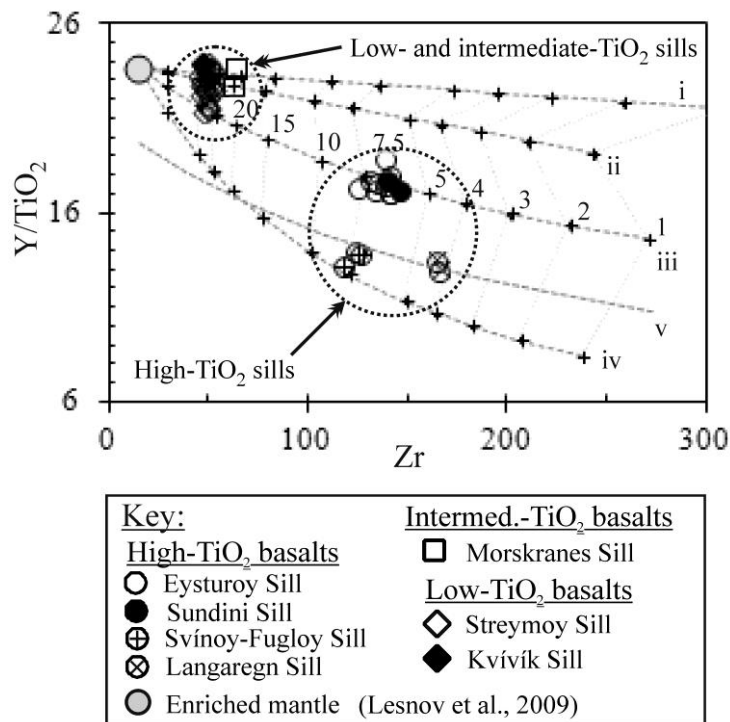 26
Low- and intermediate-TiO₂ sills
i
20
15
10
7.5
ii
5
4
3
2
1
Y/TiO₂
16
iii
v
High-TiO₂ sills
iv
6
0
100
200
300
Zr
Key:
High-TiO₂ basalts
Eysturoy Sill
Sundini Sill
Svínoy-Fugloy Sill
Langaregn Sill
Enriched mantle (Lesnov et al., 2009)
Intermed.-TiO₂ basalts
Morskranes Sill
Low-TiO₂ basalts
Streymoy Sill
Kvívík Sill